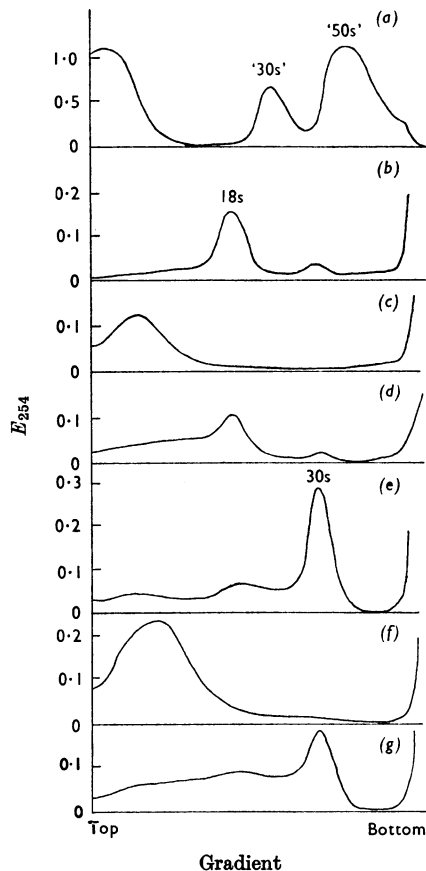 (a)
'50s'
'30s'
1·0
0·5
0
(b)
18s
0·2
0·1
0
(c)
0·1
0
(d)
0·1
0
(e)
30s
0·3
0·2
0·1
0
(f)
0·2
0·1
0
(g)
0·1
0
E254
Top
Bottom
Gradient